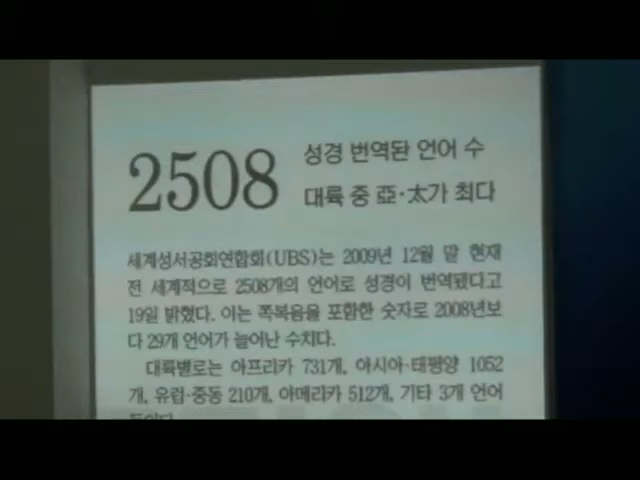 2508
성경 번역된 언어 수
대륙 중 亞·太가 최다
세계성서공회연합회(UBS)는 2009년 12월 말 현재
전 세계적으로 2508개의 언어로 성경이 번역됐다고
19일 밝혔다. 이는 쪽복음을 포함한 숫자로 2008년보
다 29개 언어가 늘어난 수치다.
대륙별로는 아프리카 731개, 아시아·태평양 1052
개, 유럽·중동 210개, 아메리카 512개, 기타 3개 언어